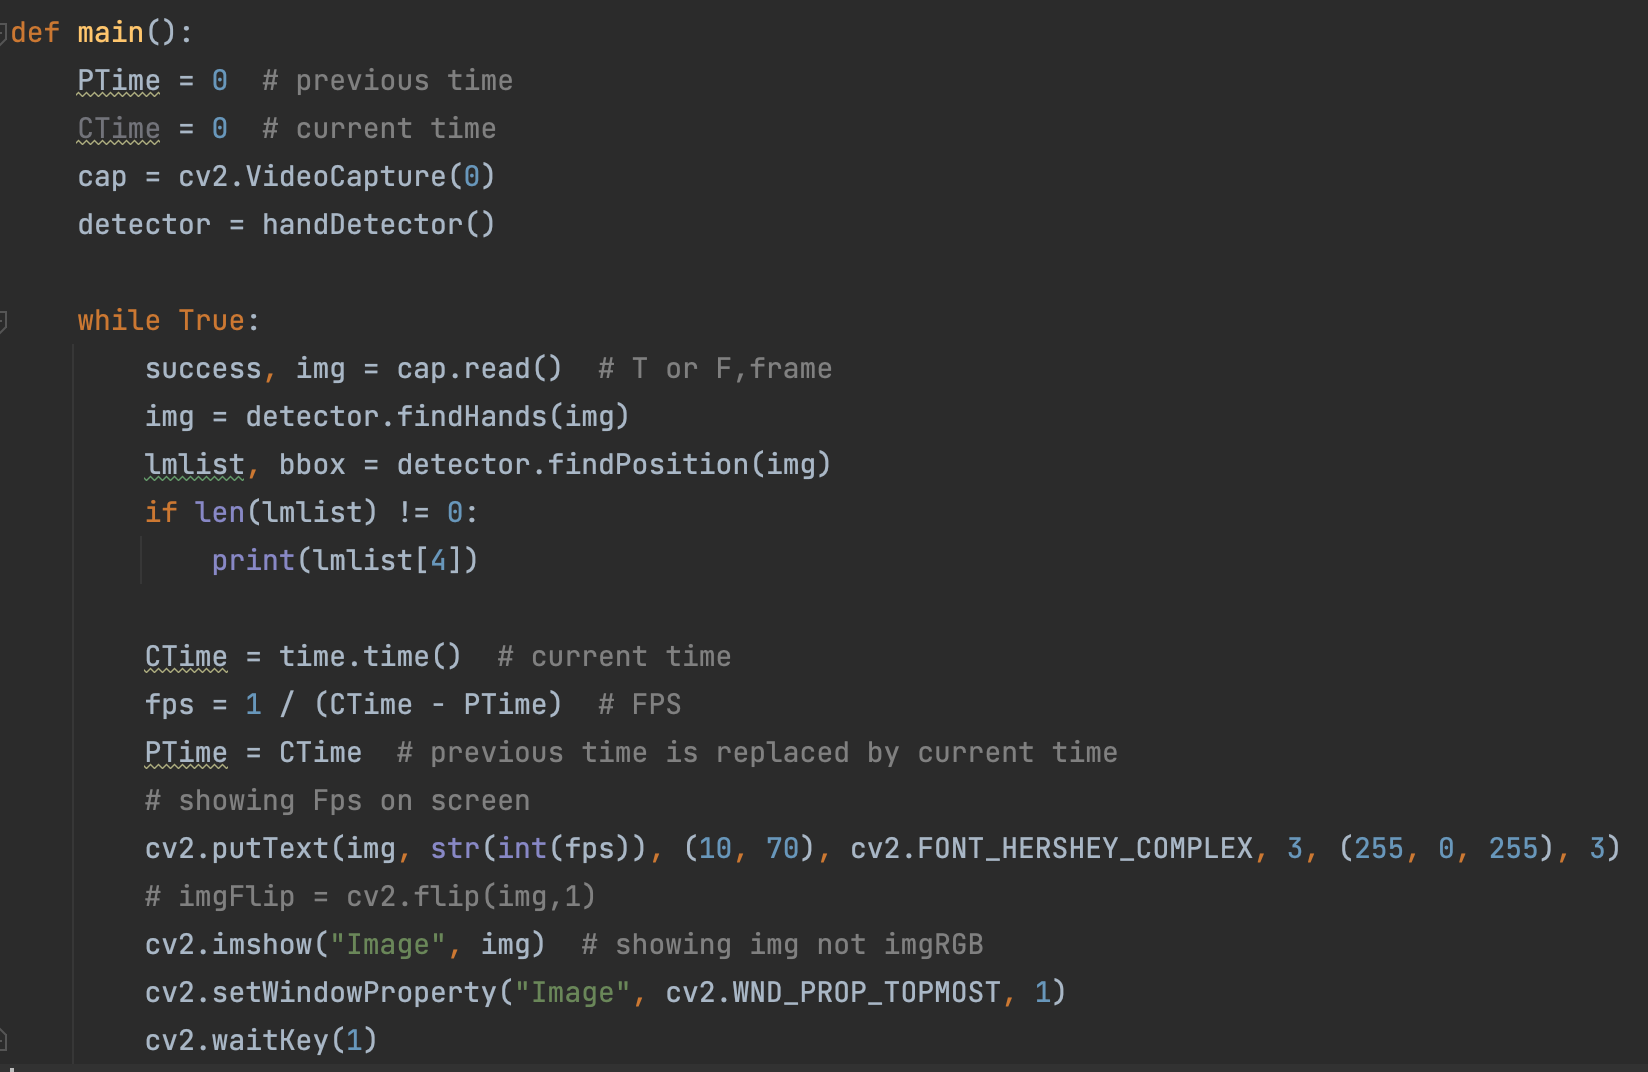 def main():
    PTime = 0  # previous time
    CTime = 0  # current time
    cap = cv2.VideoCapture(0)
    detector = handDetector()

    while True:
        success, img = cap.read()  # T or F,frame
        img = detector.findHands(img)
        lmlist, bbox = detector.findPosition(img)
        if len(lmlist) != 0:
            print(lmlist[4])

        CTime = time.time()  # current time
        fps = 1 / (CTime - PTime)  # FPS
        PTime = CTime  # previous time is replaced by current time
        # showing Fps on screen
        cv2.putText(img, str(int(fps)), (10, 70), cv2.FONT_HERSHEY_COMPLEX, 3, (255, 0, 255), 3)
        # imgFlip = cv2.flip(img,1)
        cv2.imshow("Image", img)  # showing img not imgRGB
        cv2.setWindowProperty("Image", cv2.WND_PROP_TOPMOST, 1)
        cv2.waitKey(1)